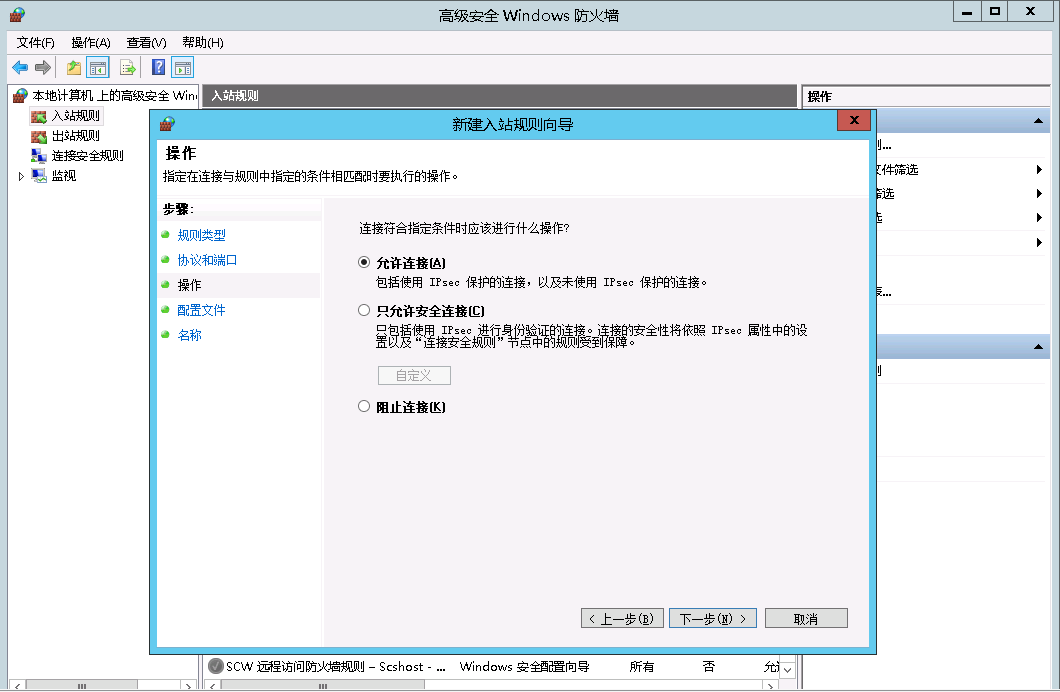 高级安全 Windows 防火墙
文件(F) 操作(A) 查看(V) 帮助(H)
本地计算机 上的高级安全 Win
入站规则
出站规则
连接安全规则
监视
入站规则
操作
新建入站规则向导
操作
指定在连接与规则中指定的条件相匹配时要执行的操作。
步骤:
规则类型
协议和端口
操作
配置文件
名称
连接符合指定条件时应该进行什么操作?
允许连接(A)
包括使用 IPsec 保护的连接，以及未使用 IPsec 保护的连接。
只允许安全连接(C)
只包括使用 IPsec 进行身份验证的连接。连接的安全性将依照 IPsec 属性中的设
置以及“连接安全规则”节点中的规则受到保障。
自定义
阻止连接(K)
< 上一步(B) 下一步(N) > 取消
文件筛选
筛选
选
SCW 远程访问防火墙规则 - Scshost - ... Windows 安全配置向导 所有 否 允